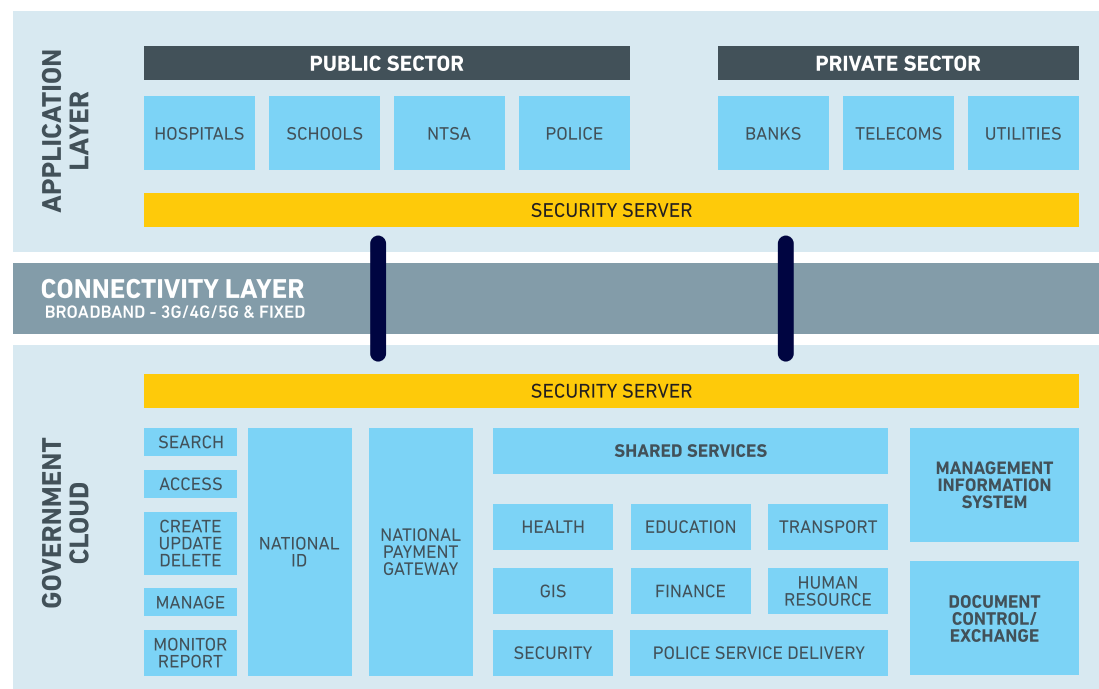 APPLICATION
LAYER
PUBLIC SECTOR
PRIVATE SECTOR
HOSPITALS
SCHOOLS
NTSA
POLICE
BANKS
TELECOMS
UTILITIES
SECURITY SERVER
CONNECTIVITY LAYER
BROADBAND - 3G/4G/5G & FIXED
GOVERNMENT
CLOUD
SECURITY SERVER
SEARCH
ACCESS
CREATE
UPDATE
DELETE
MANAGE
MONITOR
REPORT
NATIONAL
ID
NATIONAL
PAYMENT
GATEWAY
SHARED SERVICES
HEALTH
EDUCATION
TRANSPORT
GIS
FINANCE
HUMAN
RESOURCE
SECURITY
POLICE SERVICE DELIVERY
MANAGEMENT
INFORMATION
SYSTEM
DOCUMENT
CONTROL/
EXCHANGE